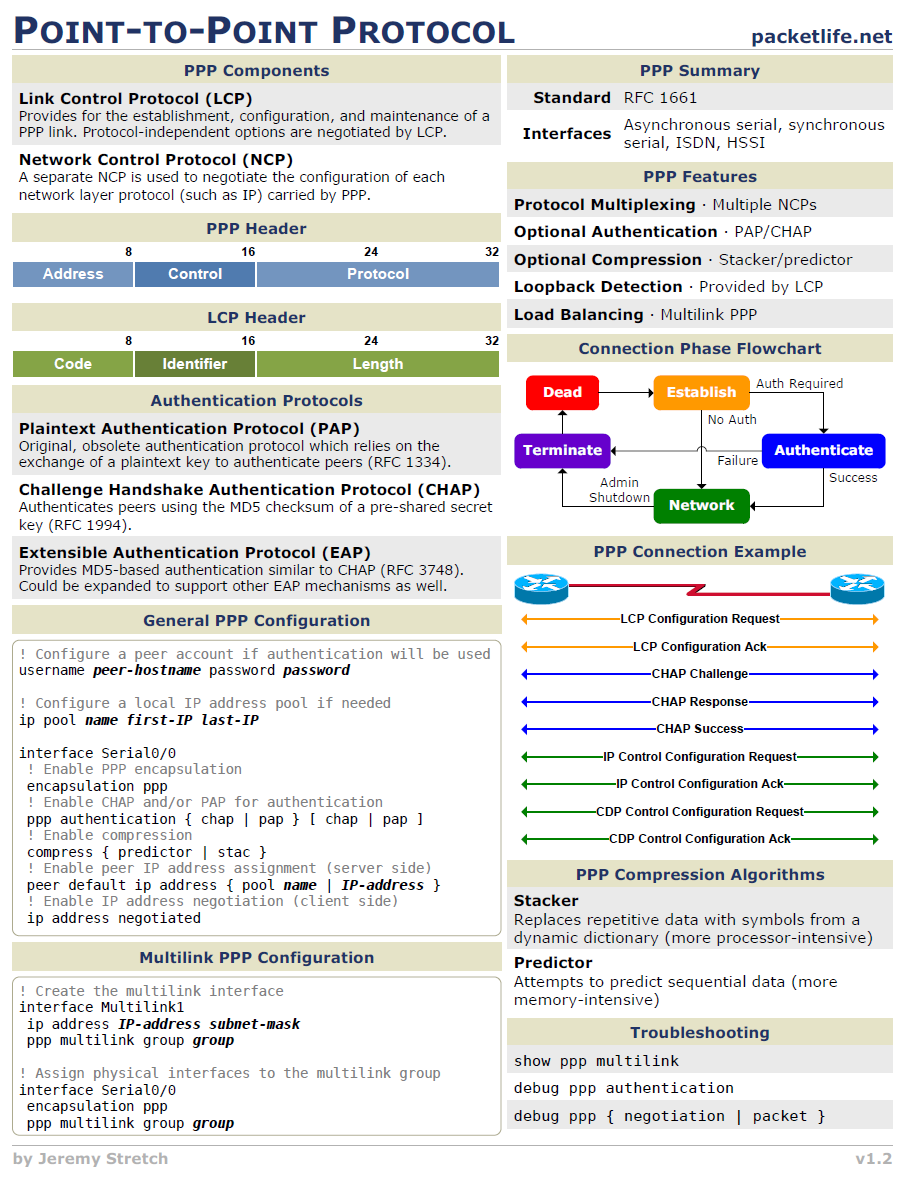 POINT-TO-POINT PROTOCOL
packetlife.net
PPP Components
Link Control Protocol (LCP)
Provides for the establishment, configuration, and maintenance of a
PPP link. Protocol-independent options are negotiated by LCP.
Network Control Protocol (NCP)
A separate NCP is used to negotiate the configuration of each
network layer protocol (such as IP) carried by PPP.
PPP Header
8 16 24 32
Address Control Protocol
LCP Header
8 16 24 32
Code Identifier Length
Authentication Protocols
Plaintext Authentication Protocol (PAP)
Original, obsolete authentication protocol which relies on the
exchange of a plaintext key to authenticate peers (RFC 1334).
Challenge Handshake Authentication Protocol (CHAP)
Authenticates peers using the MD5 checksum of a pre-shared secret
key (RFC 1994).
Extensible Authentication Protocol (EAP)
Provides MD5-based authentication similar to CHAP (RFC 3748).
Could be expanded to support other EAP mechanisms as well.
General PPP Configuration
! Configure a peer account if authentication will be used
username peer-hostname password password
! Configure a local IP address pool if needed
ip pool name first-IP last-IP
interface Serial0/0
! Enable PPP encapsulation
encapsulation ppp
! Enable CHAP and/or PAP for authentication
ppp authentication { chap | pap } [ chap | pap ]
! Enable compression
compress { predictor | stac }
! Enable peer IP address assignment (server side)
peer default ip address { pool name | IP-address }
! Enable IP address negotiation (client side)
ip address negotiated
Multilink PPP Configuration
! Create the multilink interface
interface Multilink1
ip address IP-address subnet-mask
ppp multilink group group
! Assign physical interfaces to the multilink group
interface Serial0/0
encapsulation ppp
ppp multilink group group
PPP Summary
Standard RFC 1661
Interfaces Asynchronous serial, synchronous
serial, ISDN, HSSI
PPP Features
Protocol Multiplexing · Multiple NCPs
Optional Authentication · PAP/CHAP
Optional Compression · Stacker/predictor
Loopback Detection · Provided by LCP
Load Balancing · Multilink PPP
Connection Phase Flowchart
Dead
Establish
Auth Required
No Auth
Terminate
Authenticate
Failure
Success
Admin
Shutdown
Network
PPP Connection Example
LCP Configuration Request
LCP Configuration Ack
CHAP Challenge
CHAP Response
CHAP Success
IP Control Configuration Request
IP Control Configuration Ack
CDP Control Configuration Request
CDP Control Configuration Ack
PPP Compression Algorithms
Stacker
Replaces repetitive data with symbols from a
dynamic dictionary (more processor-intensive)
Predictor
Attempts to predict sequential data (more
memory-intensive)
Troubleshooting
show ppp multilink
debug ppp authentication
debug ppp { negotiation | packet }
by Jeremy Stretch
v1.2